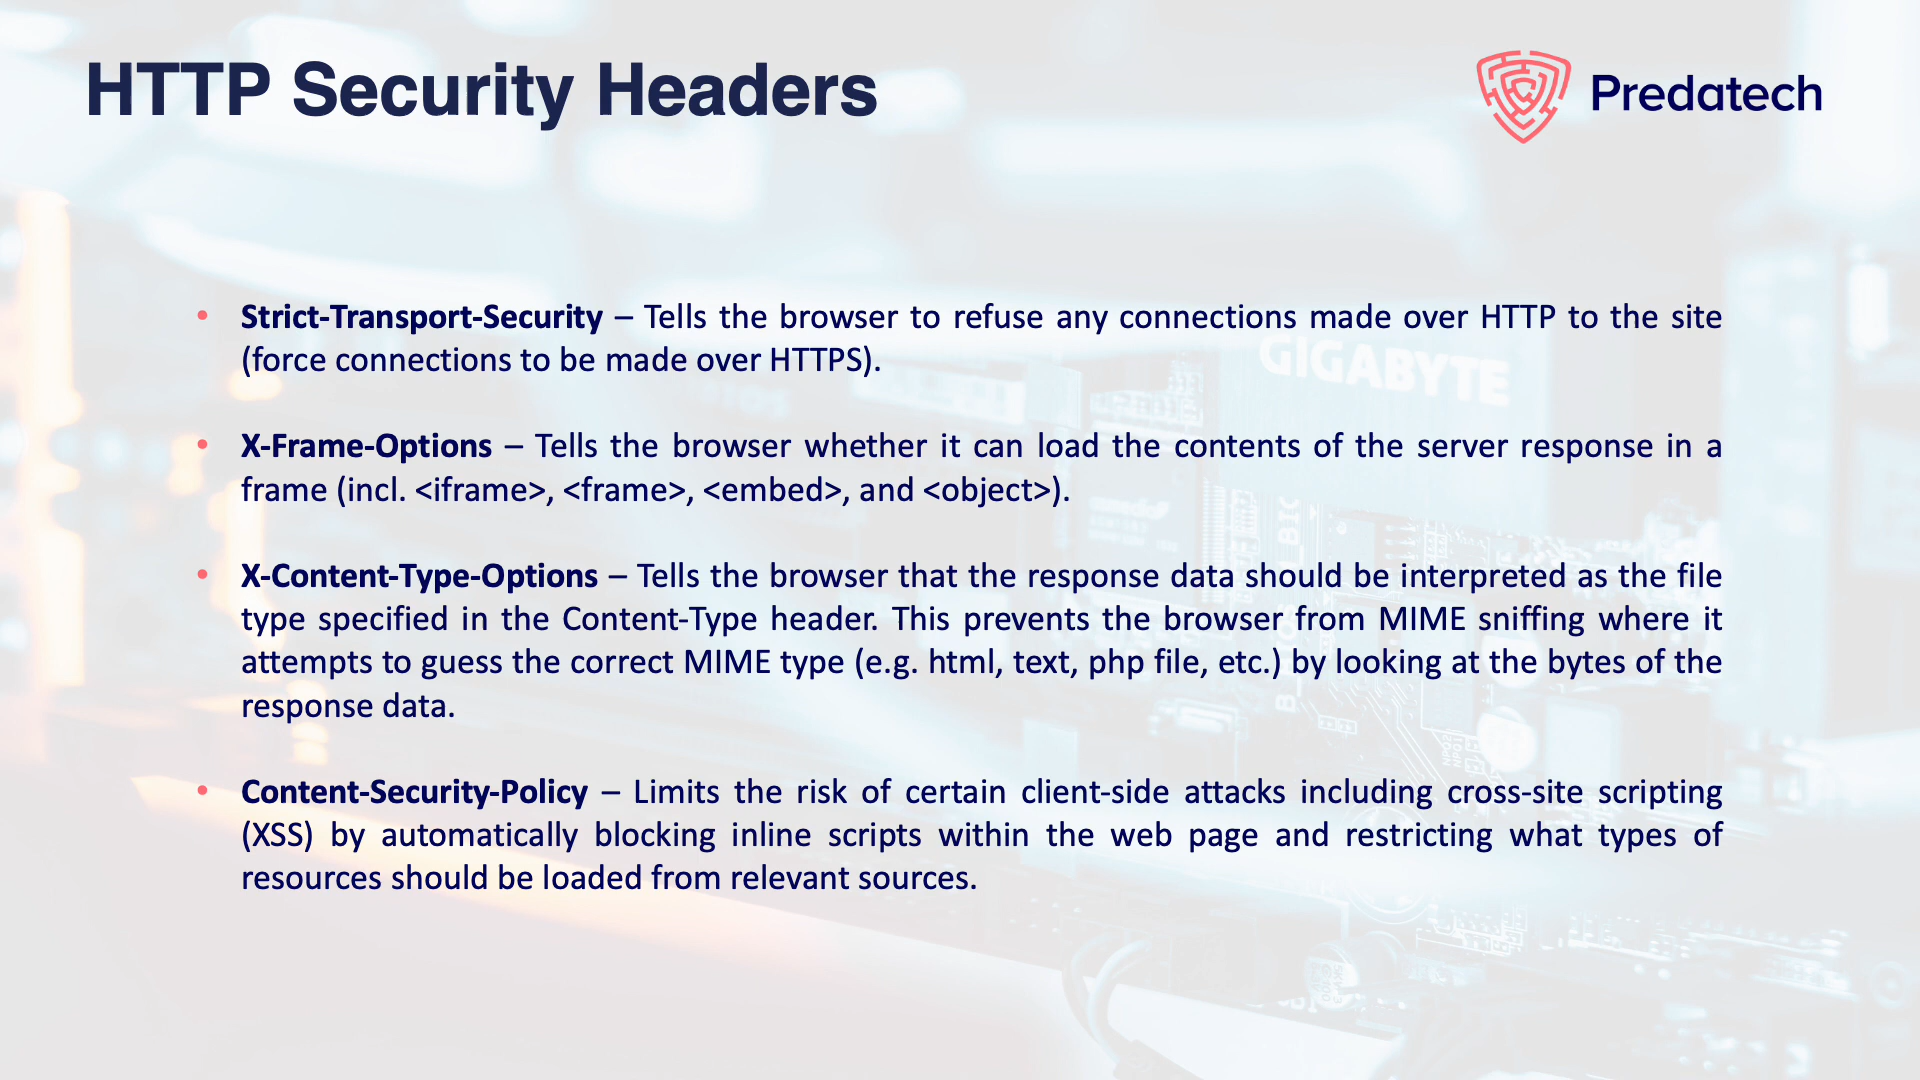 HTTP Security Headers
Predatech
• Strict-Transport-Security – Tells the browser to refuse any connections made over HTTP to the site
(force connections to be made over HTTPS).
• X-Frame-Options – Tells the browser whether it can load the contents of the server response in a
frame (incl. <iframe>, <frame>, <embed>, and <object>).
• X-Content-Type-Options – Tells the browser that the response data should be interpreted as the file
type specified in the Content-Type header. This prevents the browser from MIME sniffing where it
attempts to guess the correct MIME type (e.g. html, text, php file, etc.) by looking at the bytes of the
response data.
• Content-Security-Policy – Limits the risk of certain client-side attacks including cross-site scripting
(XSS) by automatically blocking inline scripts within the web page and restricting what types of
resources should be loaded from relevant sources.
GIGABYTE